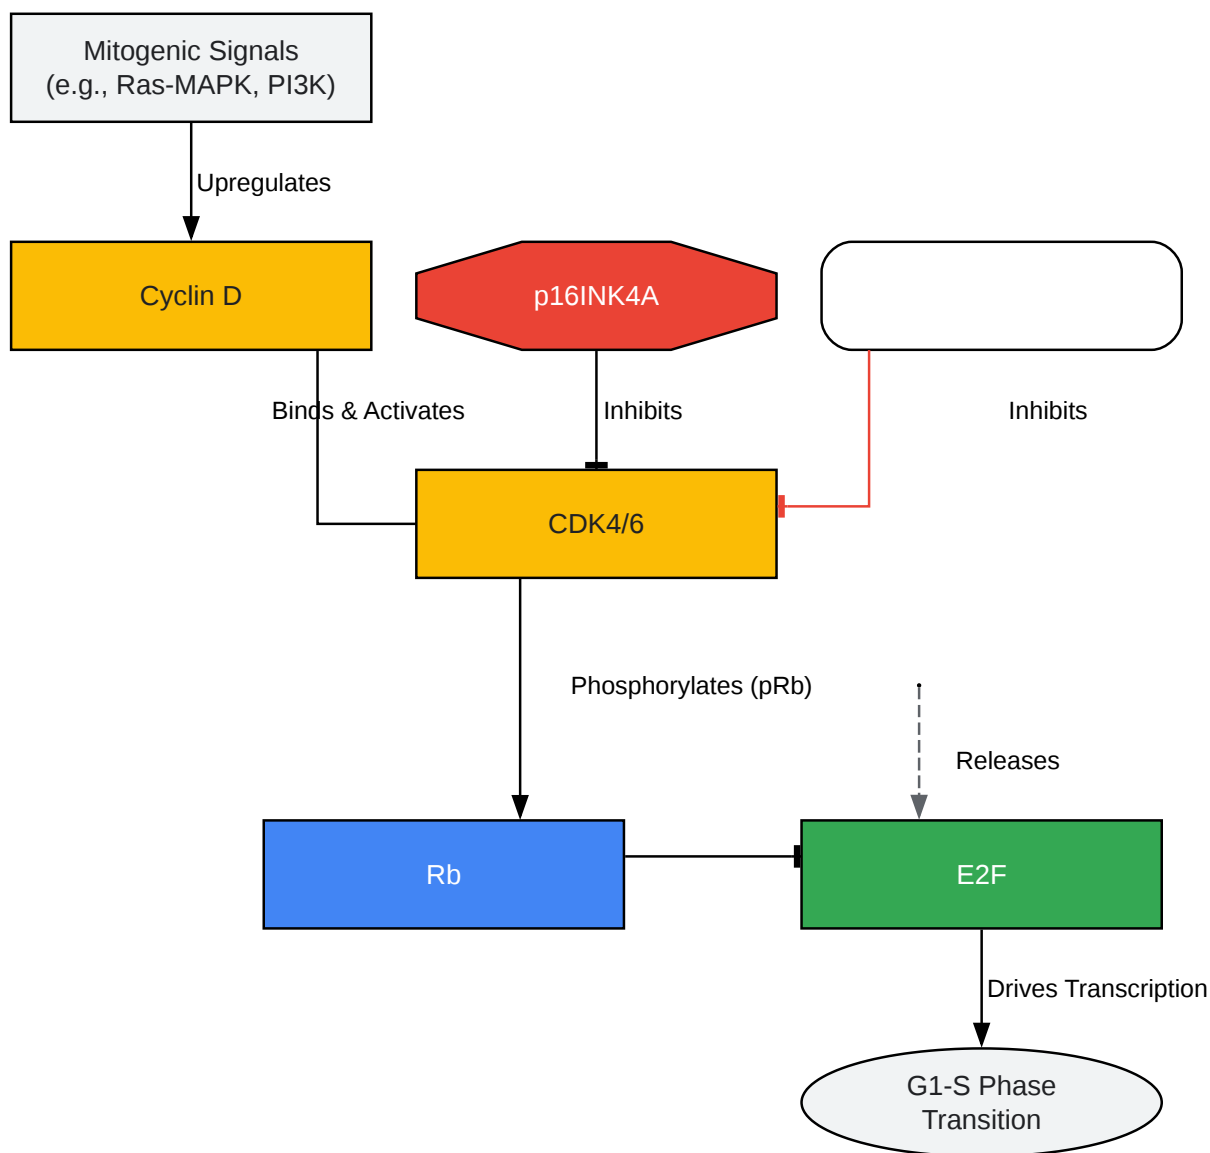 Mitogenic Signals
(e.g., Ras-MAPK, PI3K)
Upregulates
Cyclin D
p16INK4A
Binds & Activates
Inhibits
Inhibits
CDK4/6
Phosphorylates (pRb)
Releases
Rb
E2F
Drives Transcription
G1-S Phase
Transition